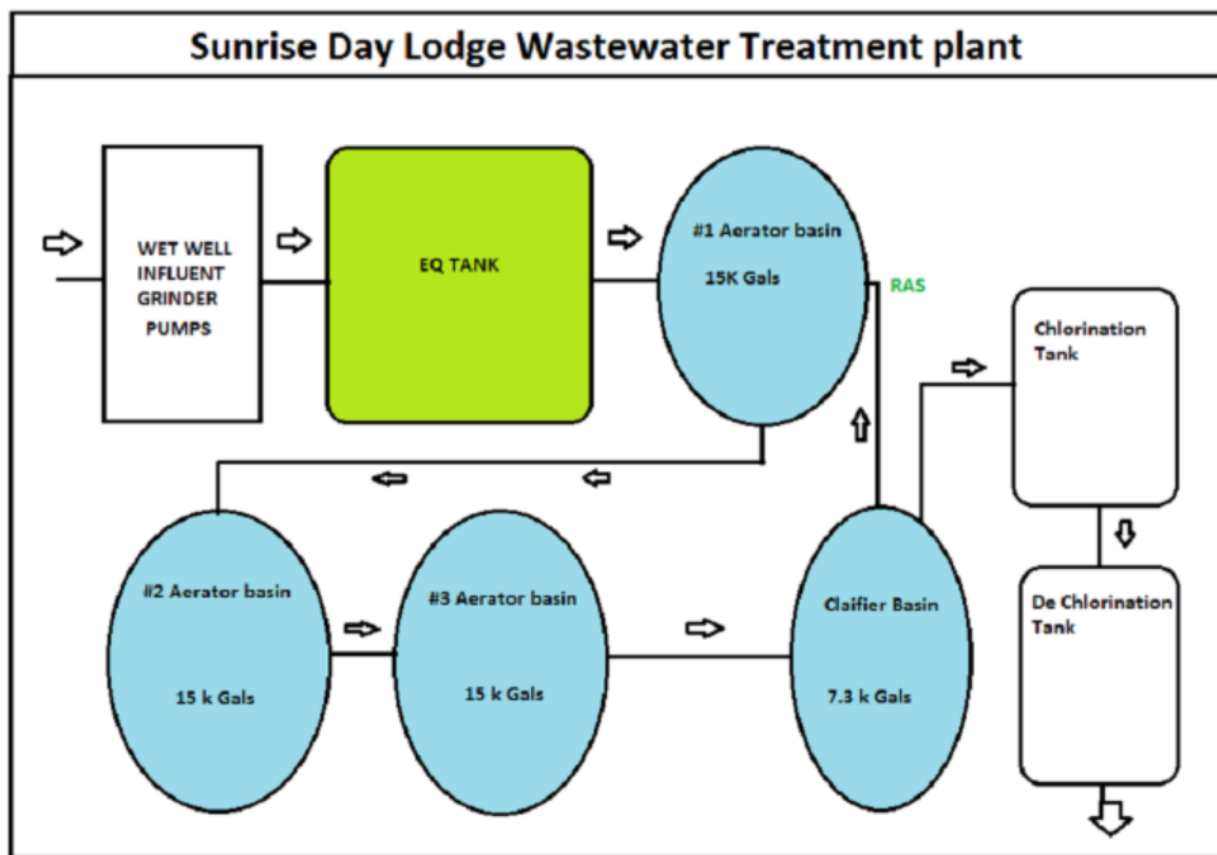 Sunrise Day Lodge Wastewater Treatment plant
WET WELL
INFLUENT
GRINDER
PUMPS
EQ TANK
#1 Aerator basin
15K Gals
RAS
Chlorination
Tank
#2 Aerator basin
15 k Gals
#3 Aerator basin
15 k Gals
Claifier Basin
7.3 k Gals
De Chlorination
Tank